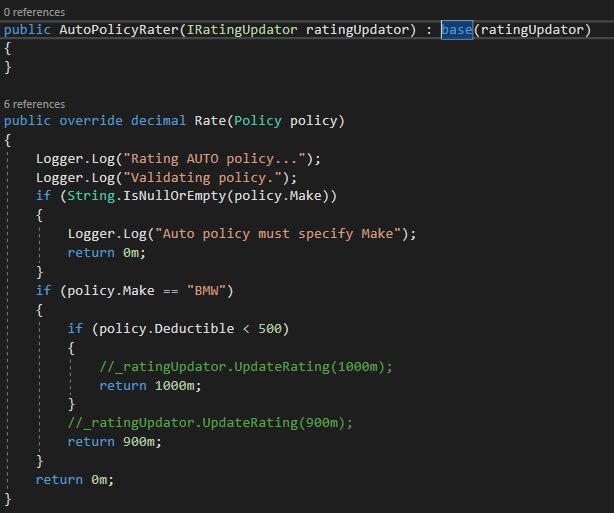 0 references
public AutoPolicyRater(IRatingUpdator ratingUpdator) : base(ratingUpdator)
{
}
6 references
public override decimal Rate(Policy policy)
{
    Logger.Log("Rating AUTO policy...");
    Logger.Log("Validating policy.");
    if (String.IsNullOrEmpty(policy.Make))
    {
        Logger.Log("Auto policy must specify Make");
        return 0m;
    }
    if (policy.Make == "BMW")
    {
        if (policy.Deductible < 500)
        {
            //_ratingUpdator.UpdateRating(1000m);
            return 1000m;
        }
        //_ratingUpdator.UpdateRating(900m);
        return 900m;
    }
    return 0m;
}